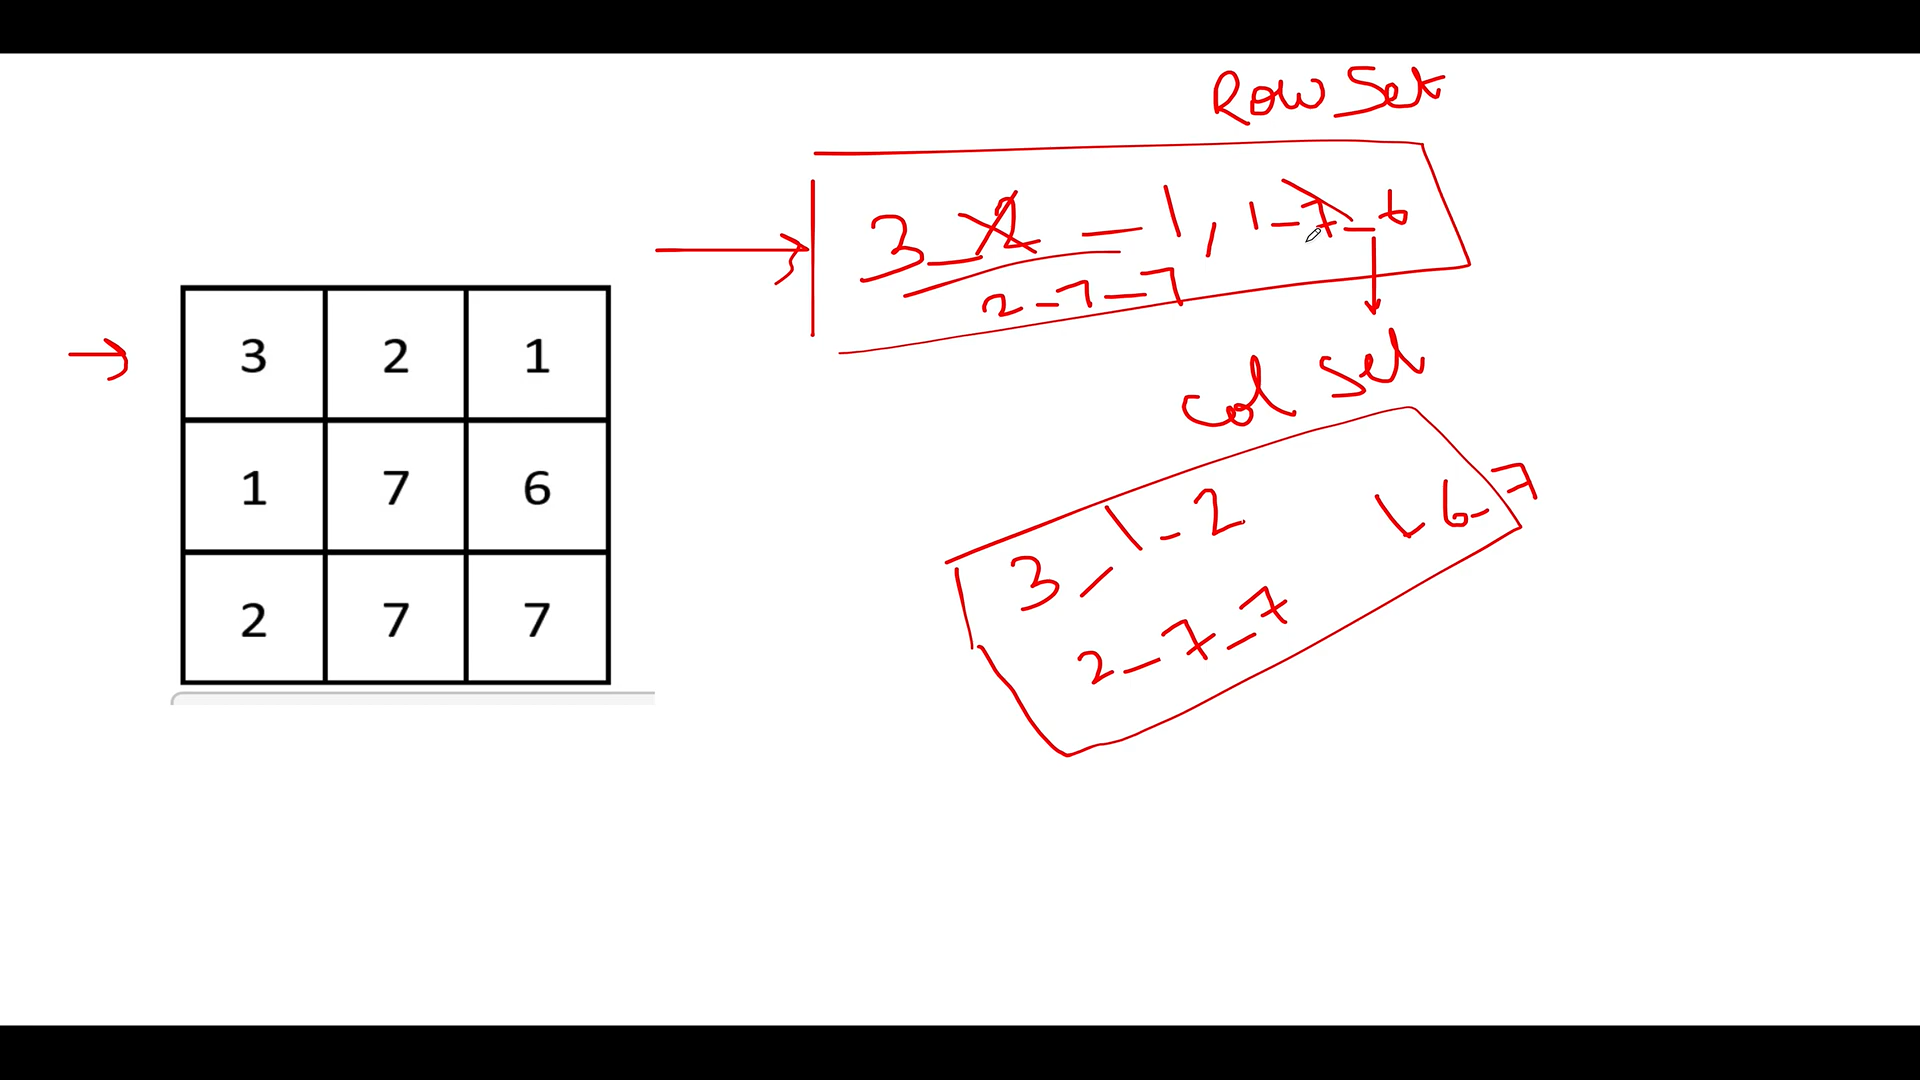 Row Set
3 - 2 - 1, 1 - 7 - 6
2 - 7 - 7
3 2 1
1 7 6
2 7 7
Col Set
3 - 1 - 2
1 - 6 - 7
2 - 7 - 7